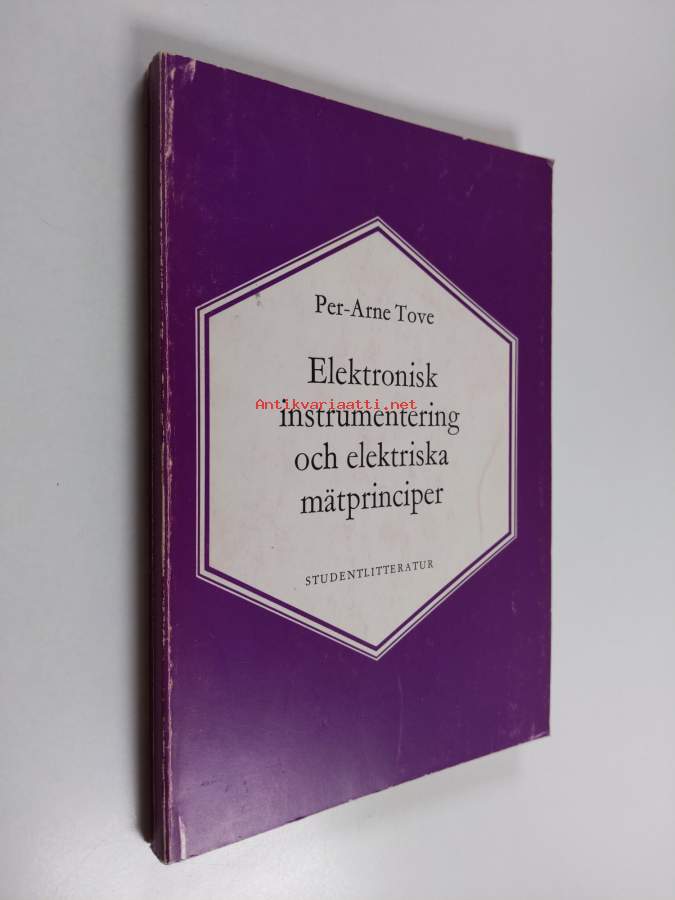 Per-Arne Tove
Elektronisk
Antikvariaatti.net
instrumentering
och elektriska
mätprinciper
STUDENTLITTERATUR